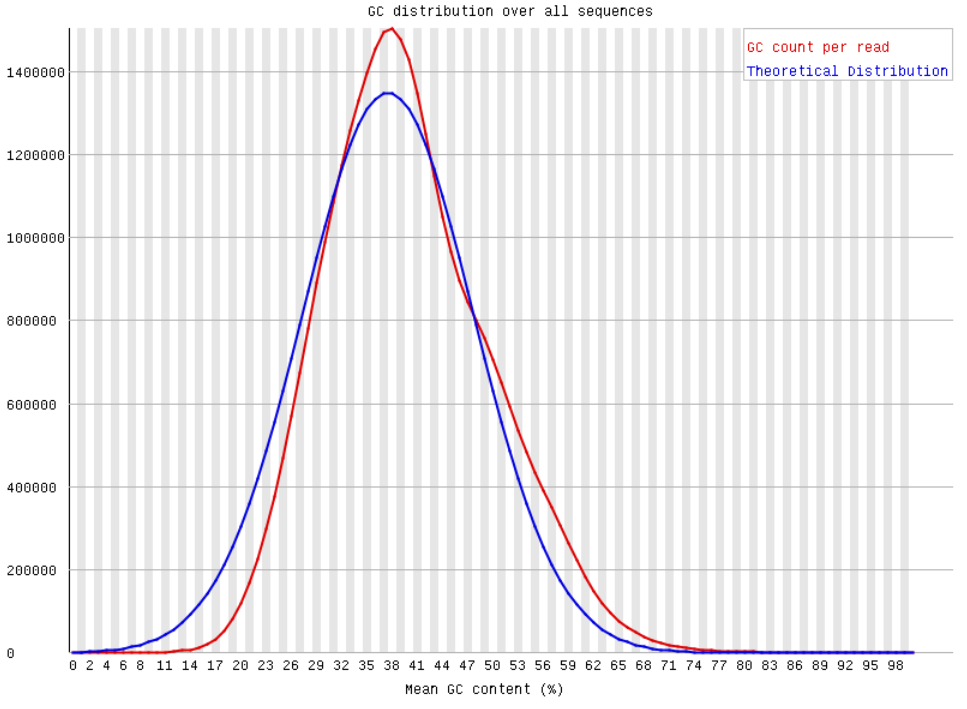 GC distribution over all sequences
GC count per read
Theoretical Distribution
1400000
1200000
1000000
800000
600000
400000
200000
0
0 2 4 6 8 11 14 17 20 23 26 29 32 35 38 41 44 47 50 53 56 59 62 65 68 71 74 77 80 83 86 89 92 95 98
Mean GC content (%)